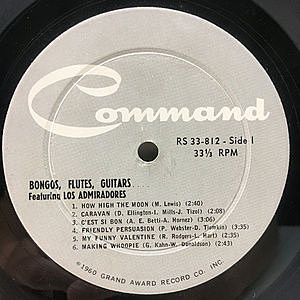 Command
RS 33-812 - Side 1
33⅓ RPM
BONGOS, FLUTES, GUITARS
Featuring LOS ADMIRADORES
1. HOW HIGH THE MOON (M. Lewis) (2:40)
2. CARAVAN (D. Ellington-I. Mills-J. Tizol) (2:48)
3. C'EST SI BON (A. E. Betti-A. Hornez) (3:06)
4. FRIENDLY PERSUASION (P. Webster-D. Tiomkin) (2:51)
5. MY FUNNY VALENTINE (R. Rodgers-L. Hart) (3:35)
6. MAKING WHOOPIE (G. Kahn-W. Donaldson) (2:43)
©1960 GRAND AWARD RECORD CO. INC.